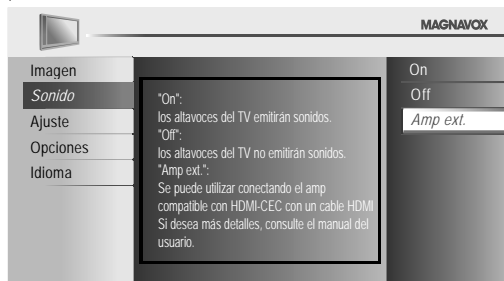 MAGNAVOX
Imagen
Sonido
Ajuste
Opciones
Idioma
"On":
los altavoces del TV emitirán sonidos.
"Off":
los altavoces del TV no emitirán sonidos.
"Amp ext.":
Se puede utilizar conectando el amp
compatible con HDMI-CEC con un cable HDMI
Si desea más detalles, consulte el manual del
usuario.
On
Off
Amp ext.